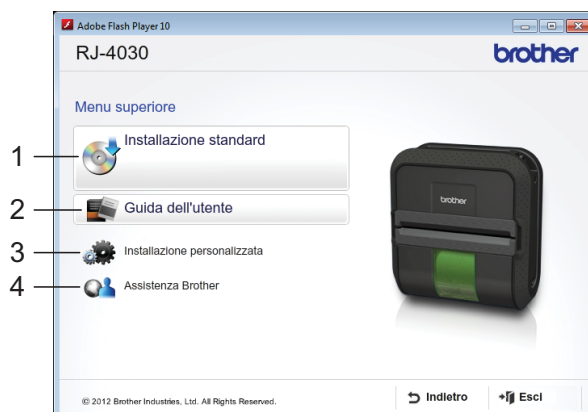 Adobe Flash Player 10
RJ-4030
brother
Menu superiore
1
Installazione standard
2
Guida dell'utente
3
Installazione personalizzata
4
Assistenza Brother
brother
© 2012 Brother Industries, Ltd. All Rights Reserved.
Indietro
Esci